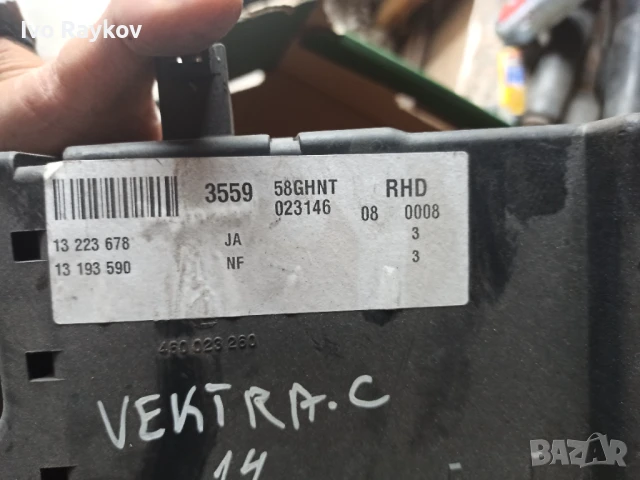 Ivo Raykov
3559 58GHNT RHD
023146 08 0008
13 223 678 JA 3
13 193 590 NF 3
460 023 260
VEKTRA.C
14
BAZAR